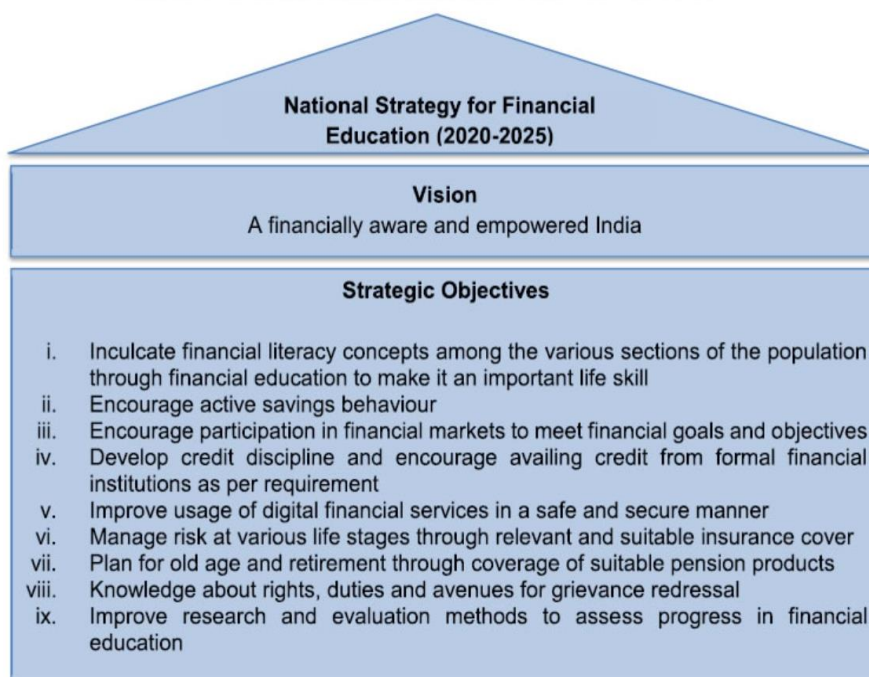 National Strategy for Financial
Education (2020-2025)
Vision
A financially aware and empowered India
Strategic Objectives
i. Inculcate financial literacy concepts among the various sections of the population
through financial education to make it an important life skill
ii. Encourage active savings behaviour
iii. Encourage participation in financial markets to meet financial goals and objectives
iv. Develop credit discipline and encourage availing credit from formal financial
institutions as per requirement
v. Improve usage of digital financial services in a safe and secure manner
vi. Manage risk at various life stages through relevant and suitable insurance cover
vii. Plan for old age and retirement through coverage of suitable pension products
viii. Knowledge about rights, duties and avenues for grievance redressal
ix. Improve research and evaluation methods to assess progress in financial
education